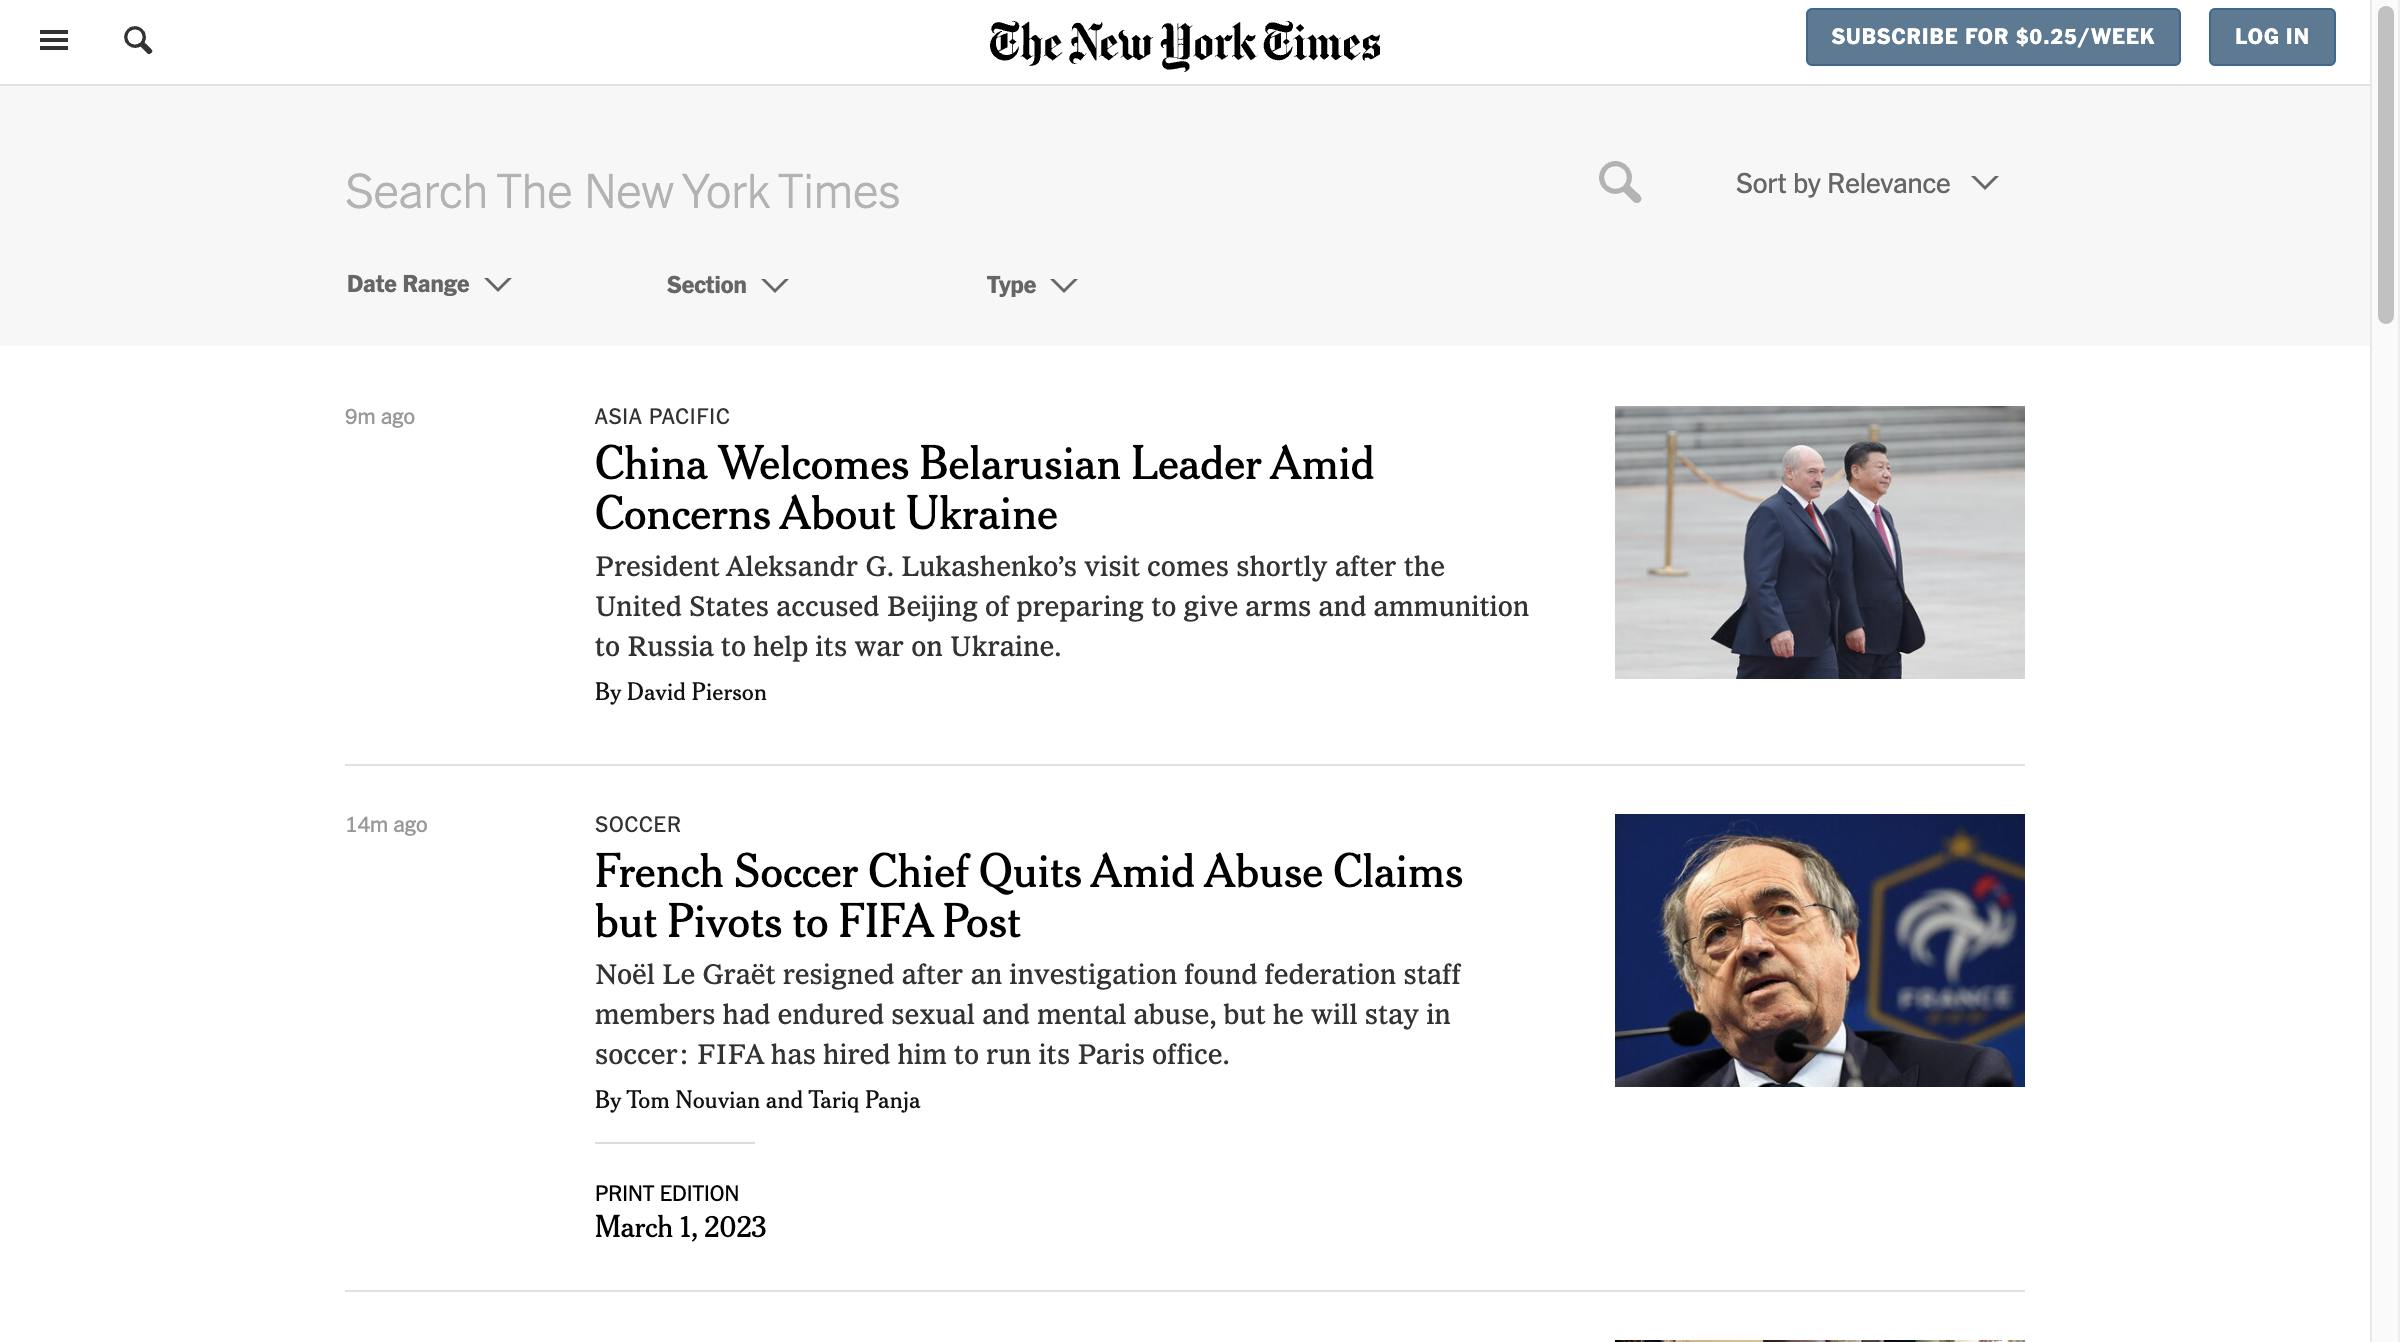 The New York Times
SUBSCRIBE FOR $0.25/WEEK
LOG IN
Search The New York Times
Sort by Relevance
Date Range
Section
Type
9m ago
ASIA PACIFIC
China Welcomes Belarusian Leader Amid
Concerns About Ukraine
President Aleksandr G. Lukashenko’s visit comes shortly after the
United States accused Beijing of preparing to give arms and ammunition
to Russia to help its war on Ukraine.
By David Pierson
14m ago
SOCCER
French Soccer Chief Quits Amid Abuse Claims
but Pivots to FIFA Post
Noël Le Graët resigned after an investigation found federation staff
members had endured sexual and mental abuse, but he will stay in
soccer: FIFA has hired him to run its Paris office.
By Tom Nouvian and Tariq Panja
FRANCE
PRINT EDITION
March 1, 2023